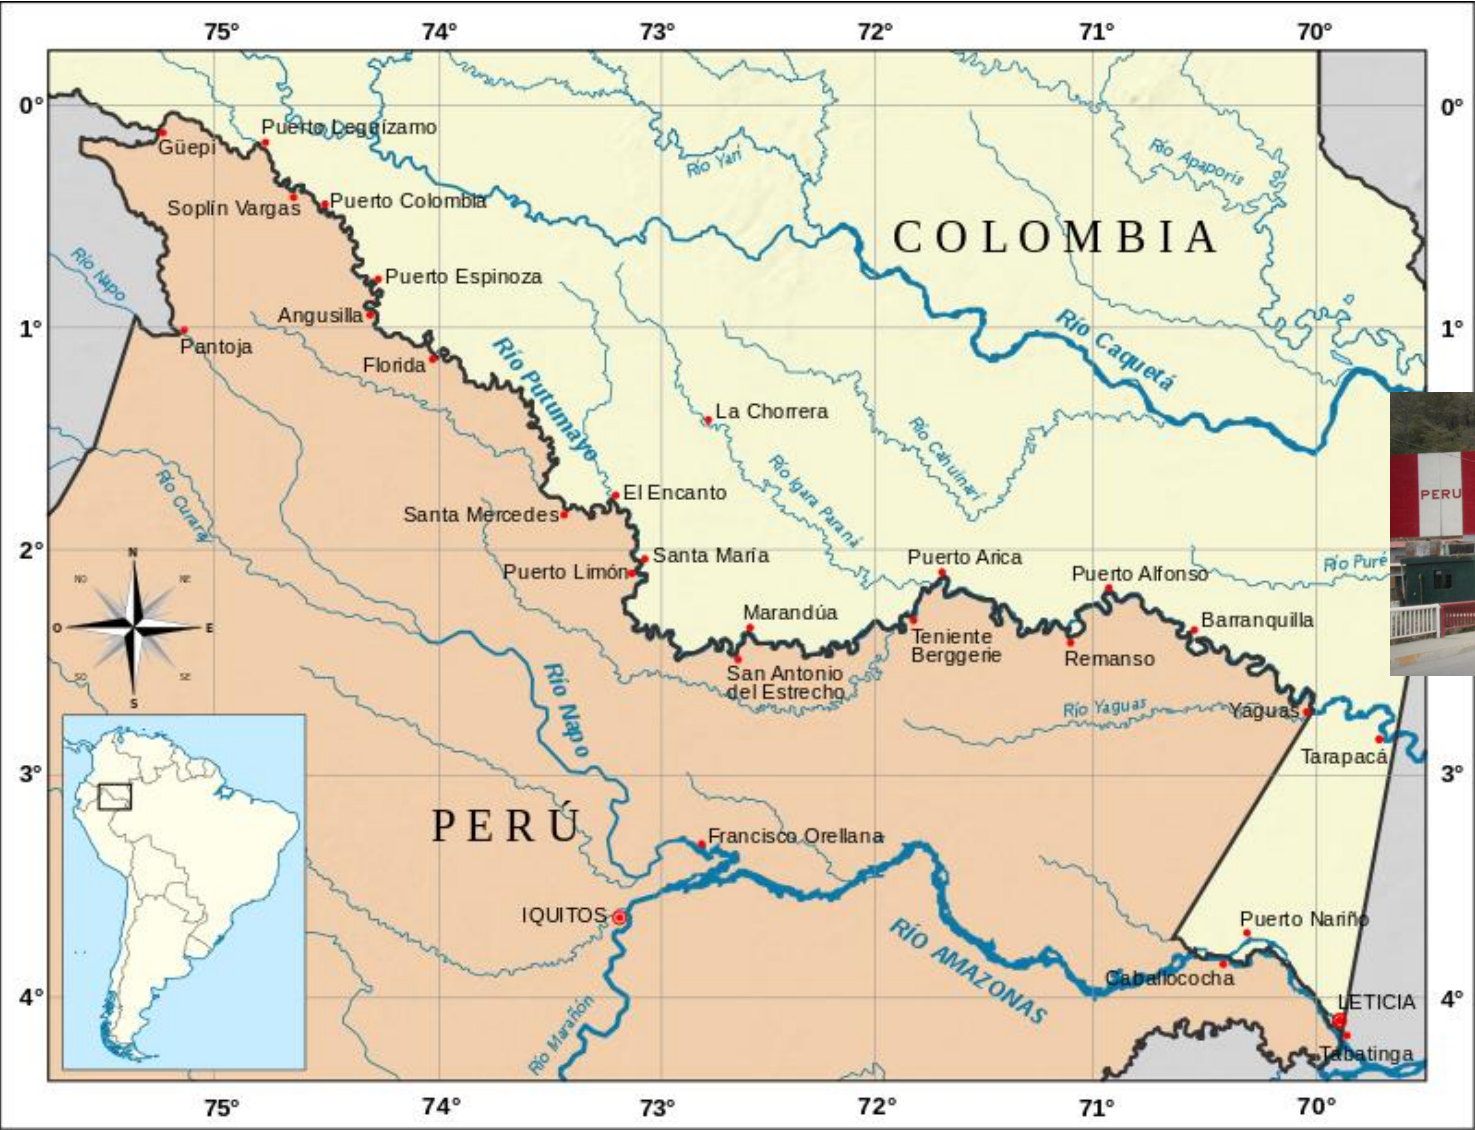 75°
74°
73°
72°
71°
70°
0°
0°
Puerto Leguízamo
Güepi
Río Yarí
Río Apaporis
Soplín Vargas
Puerto Colombia
COLOMBIA
Río Napo
Puerto Espinoza
Angusilla
1°
1°
Pantoja
Florida
Río Putumayo
Río Caquetá
La Chorrera
Río Cahuinarí
Río Igara Paraná
Río Curaray
El Encanto
Santa Mercedes
PERU
2°
Santa María
Puerto Limón
Puerto Arica
Puerto Alfonso
Río Puré
N
NO
NE
O
E
SO
SE
S
Marandúa
Barranquilla
Teniente
Berggerie
Remanso
San Antonio
del Estrecho
Río Napo
Río Yaguas
Yaguas
Tarapacá
3°
3°
PERÚ
Francisco Orellana
IQUITOS
Puerto Nariño
RÍO AMAZONAS
Caballococha
4°
4°
LETICIA
Río Marañón
Tabatinga
75°
74°
73°
72°
71°
70°